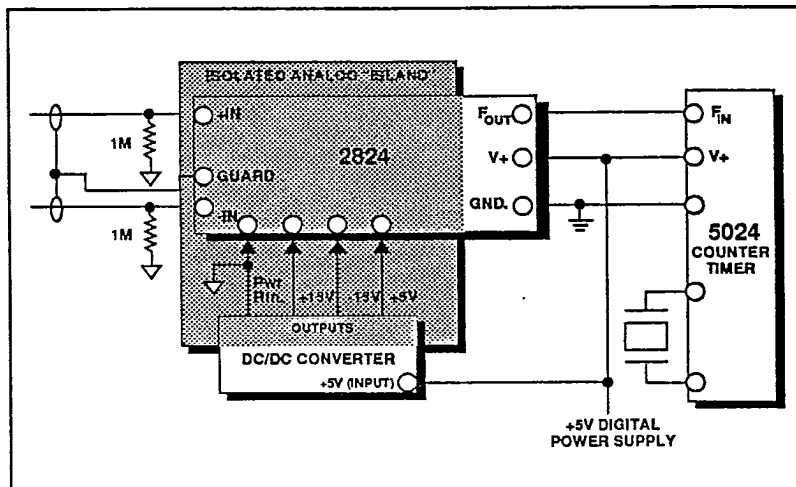 ISOLATED ANALOG "ISLAND"
+IN
1M
2824
GUARD
-IN
1M
FOUT
V+
GND.
FIN
V+
5024
COUNTER
TIMER
Pwr
Rtn.
+15V
-15V
+5V
OUTPUTS
DC/DC CONVERTER
+5V (INPUT)
+5V DIGITAL
POWER SUPPLY